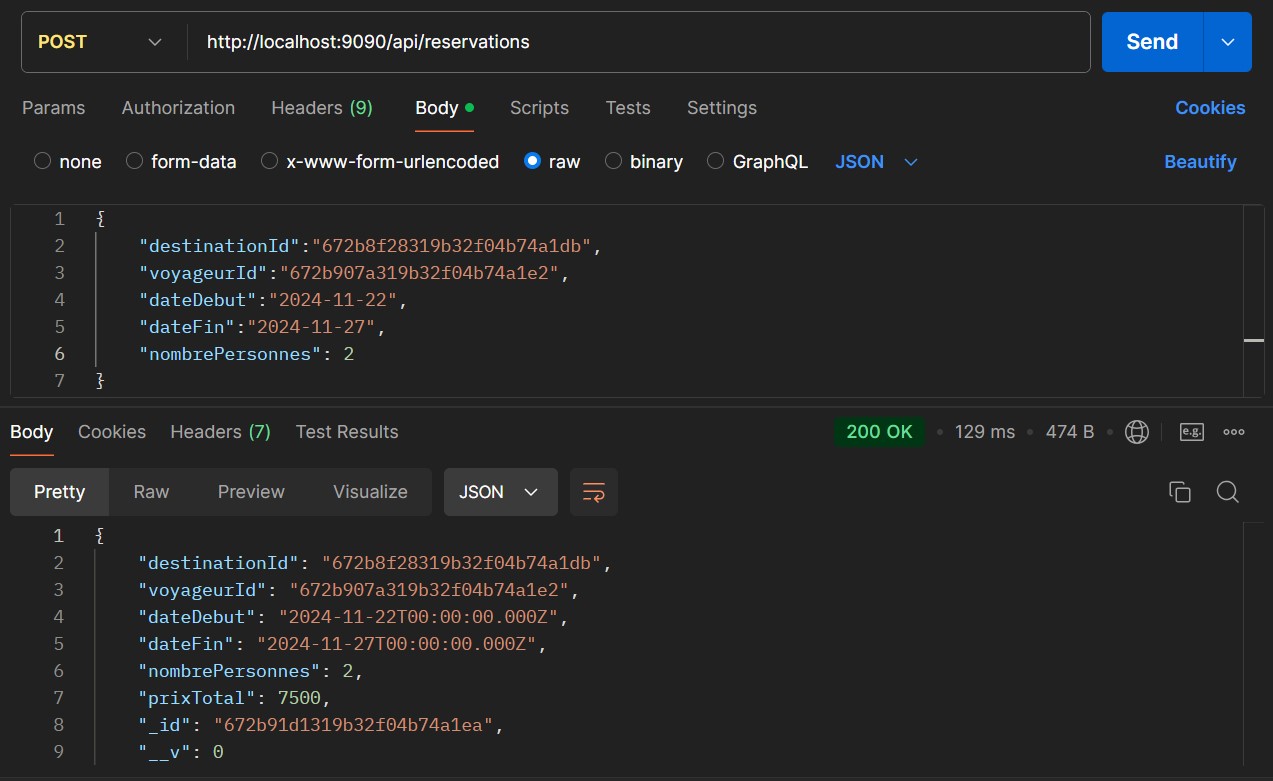 POST http://localhost:9090/api/reservations Send
Params Authorization Headers (9) Body Scripts Tests Settings Cookies
none form-data x-www-form-urlencoded raw binary GraphQL JSON Beautify
1 {
2 "destinationId":"672b8f28319b32f04b74a1db",
3 "voyageurId":"672b907a319b32f04b74a1e2",
4 "dateDebut":"2024-11-22",
5 "dateFin":"2024-11-27",
6 "nombrePersonnes": 2
7 }
Body Cookies Headers (7) Test Results 200 OK 129 ms 474 B e.g.
Pretty Raw Preview Visualize JSON
1 {
2 "destinationId": "672b8f28319b32f04b74a1db",
3 "voyageurId": "672b907a319b32f04b74a1e2",
4 "dateDebut": "2024-11-22T00:00:00.000Z",
5 "dateFin": "2024-11-27T00:00:00.000Z",
6 "nombrePersonnes": 2,
7 "prixTotal": 7500,
8 "_id": "672b91d1319b32f04b74a1ea",
9 "__v": 0